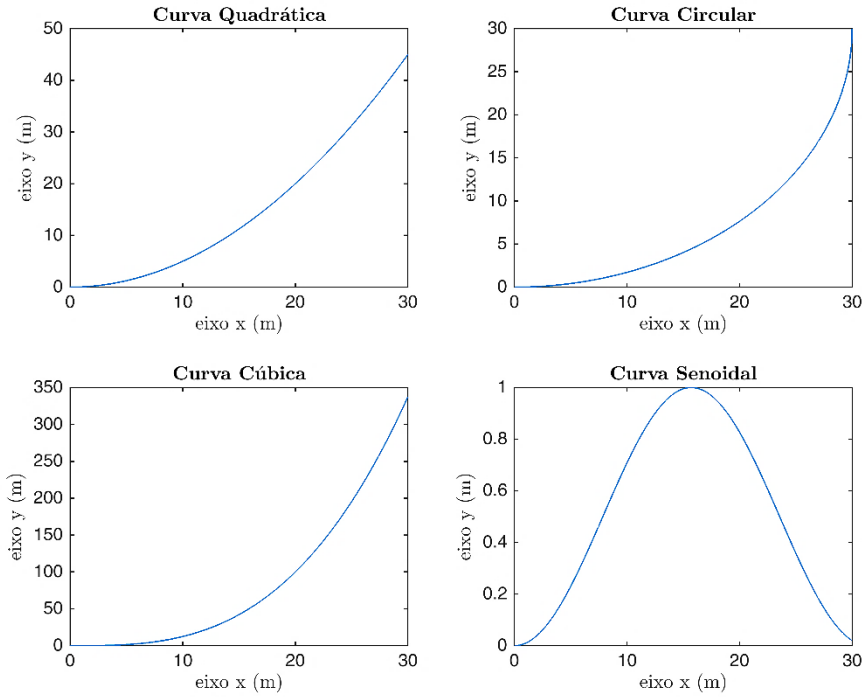 Curva Quadrática
50
40
30
20
10
0
0 10 20 30
eixo y (m)
eixo x (m)
Curva Circular
30
25
20
15
10
5
0
0 10 20 30
eixo y (m)
eixo x (m)
Curva Cúbica
350
300
250
200
150
100
50
0
0 10 20 30
eixo y (m)
eixo x (m)
Curva Senoidal
1
0.8
0.6
0.4
0.2
0
0 10 20 30
eixo y (m)
eixo x (m)